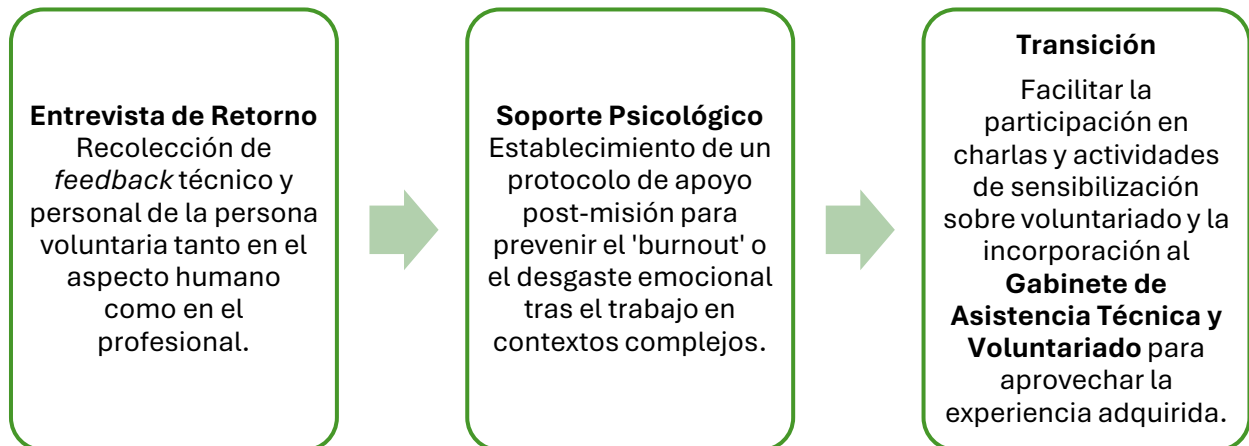 Entrevista de Retorno
Recolección de
feedback técnico y
personal de la persona
voluntaria tanto en el
aspecto humano
como en el
profesional.
Soporte Psicológico
Establecimiento de un
protocolo de apoyo
post-misión para
prevenir el 'burnout' o
el desgaste emocional
tras el trabajo en
contextos complejos.
Transición
Facilitar la
participación en
charlas y actividades
de sensibilización
sobre voluntariado y la
incorporación al
Gabinete de
Asistencia Técnica y
Voluntariado para
aprovechar la
experiencia adquirida.